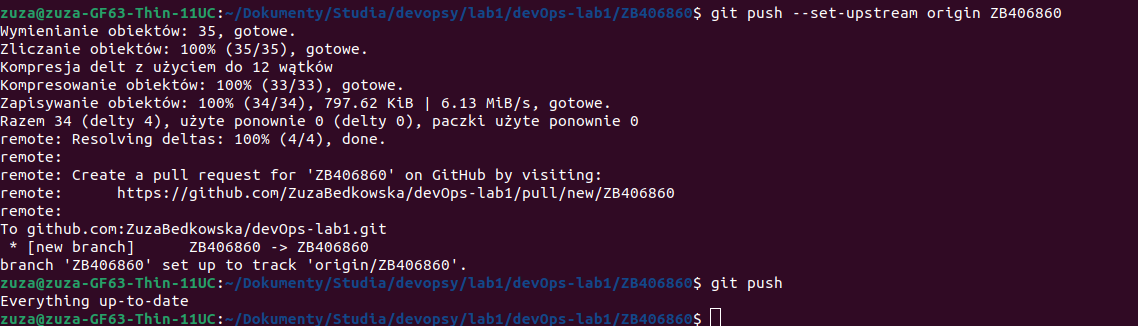 zuza@zuza-GF63-Thin-11UC:~/Dokumenty/Studia/devopsy/lab1/devOps-lab1/ZB406860$ git push --set-upstream origin ZB406860
Wymienianie obiektów: 35, gotowe.
Zliczanie obiektów: 100% (35/35), gotowe.
Kompresja delt z użyciem do 12 wątków
Kompresowanie obiektów: 100% (33/33), gotowe.
Zapisywanie obiektów: 100% (34/34), 797.62 KiB | 6.13 MiB/s, gotowe.
Razem 34 (delty 4), użyte ponownie 0 (delty 0), paczki użyte ponownie 0
remote: Resolving deltas: 100% (4/4), done.
remote:
remote: Create a pull request for 'ZB406860' on GitHub by visiting:
remote:      https://github.com/ZuzaBedkowska/devOps-lab1/pull/new/ZB406860
remote:
To github.com:ZuzaBedkowska/devOps-lab1.git
 * [new branch]      ZB406860 -> ZB406860
branch 'ZB406860' set up to track 'origin/ZB406860'.
zuza@zuza-GF63-Thin-11UC:~/Dokumenty/Studia/devopsy/lab1/devOps-lab1/ZB406860$ git push
Everything up-to-date
zuza@zuza-GF63-Thin-11UC:~/Dokumenty/Studia/devopsy/lab1/devOps-lab1/ZB406860$